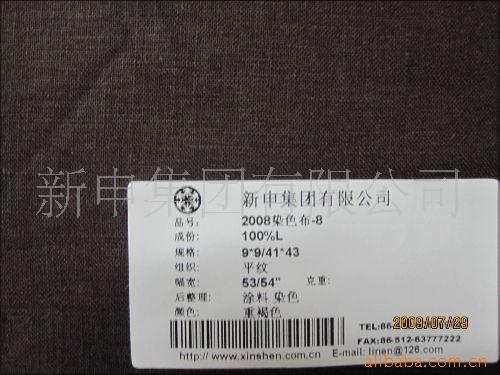 新申集团有限公司
新申集团有限公司
品号: 2008染色布-8
成份: 100%L
规格: 9*9/41*43
组织: 平纹
幅宽: 53/54" 克重:
后整理: 涂料 染色
颜色: 重褐色
TEL:86-
2009/07/29
FAX:86-512-63777222
http://www.xinshen.com.cn E-mail: linen@126.com
alibaba.com.cn